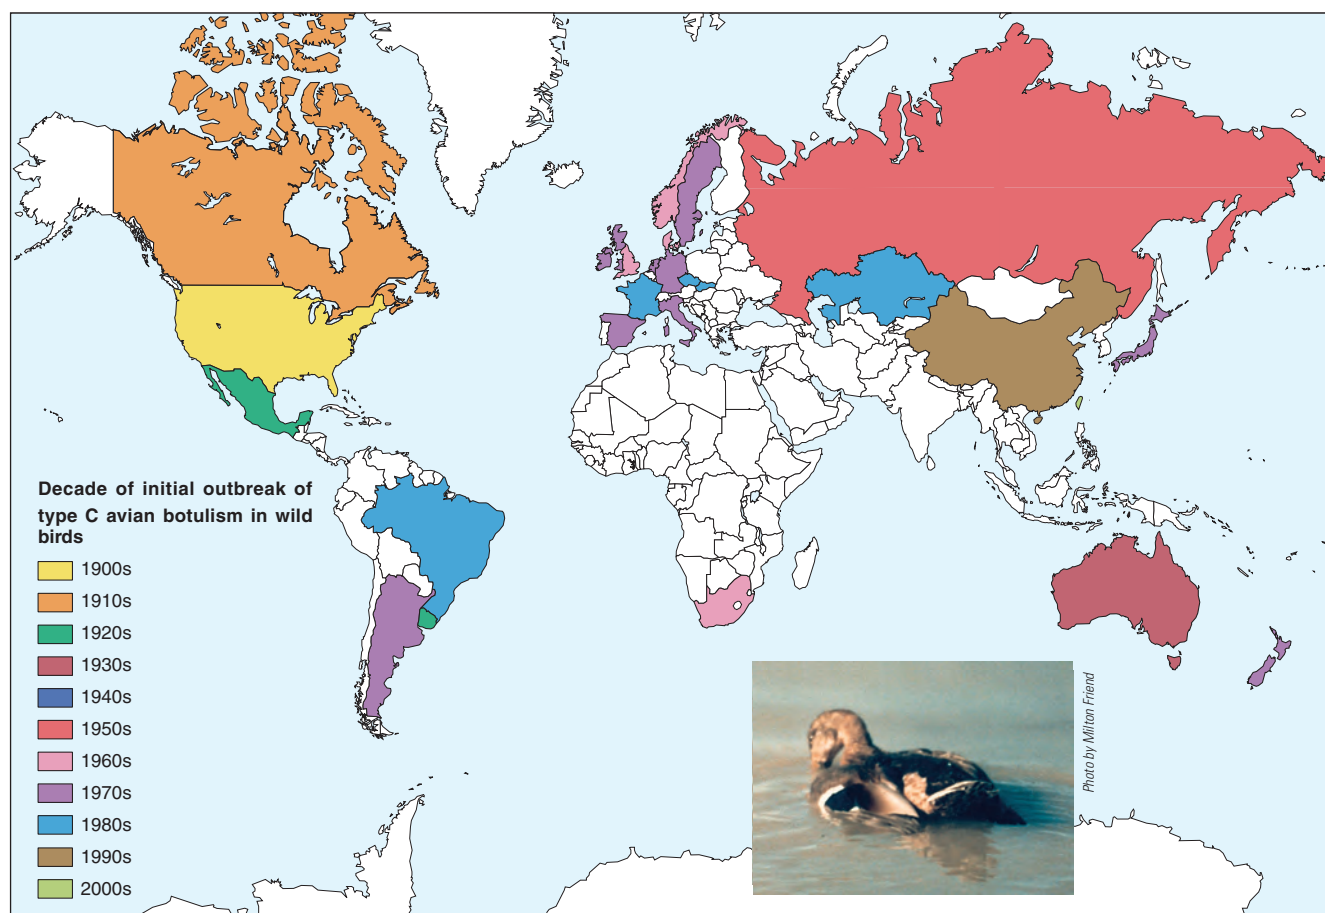 Decade of initial outbreak of
type C avian botulism in wild
birds
1900s
1910s
1920s
1930s
1940s
1950s
1960s
1970s
1980s
1990s
2000s
Photo by Milton Friend